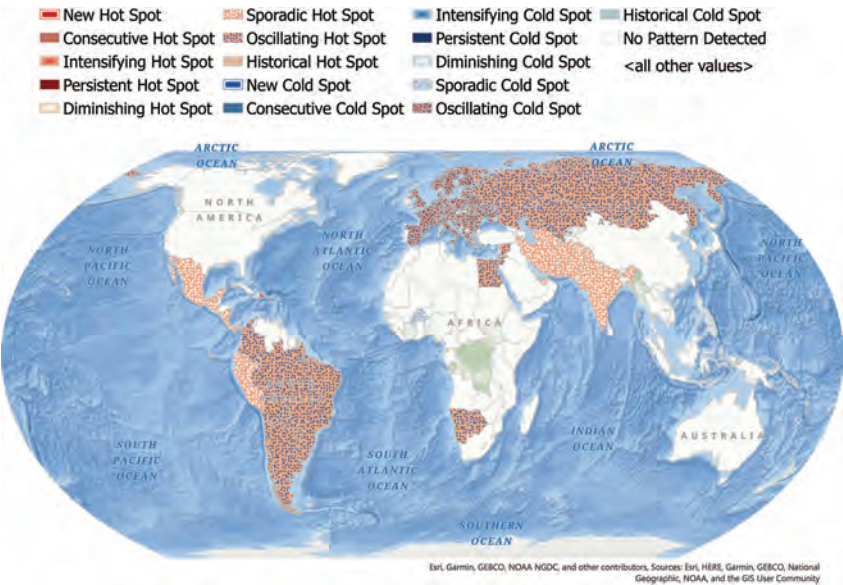 New Hot Spot
Consecutive Hot Spot
Intensifying Hot Spot
Persistent Hot Spot
Diminishing Hot Spot
Sporadic Hot Spot
Oscillating Hot Spot
Historical Hot Spot
New Cold Spot
Consecutive Cold Spot
Intensifying Cold Spot
Persistent Cold Spot
Diminishing Cold Spot
Sporadic Cold Spot
Oscillating Cold Spot
Historical Cold Spot
No Pattern Detected
<all other values>
ARCTIC
OCEAN
ARCTIC
OCEAN
NORTH
AMERICA
NORTH
PACIFIC
OCEAN
NORTH
ATLANTIC
OCEAN
NORTH
PACIFIC
OCEAN
AFRICA
SOUTH
PACIFIC
OCEAN
SOUTH
ATLANTIC
OCEAN
INDIAN
OCEAN
AUSTRALIA
SOUTHERN
OCEAN
Esri, Garmin, GEBCO, NOAA NGDC, and other contributors, Sources: Esri, HERE, Garmin, GEBCO, National
Geographic, NOAA, and the GIS User Community